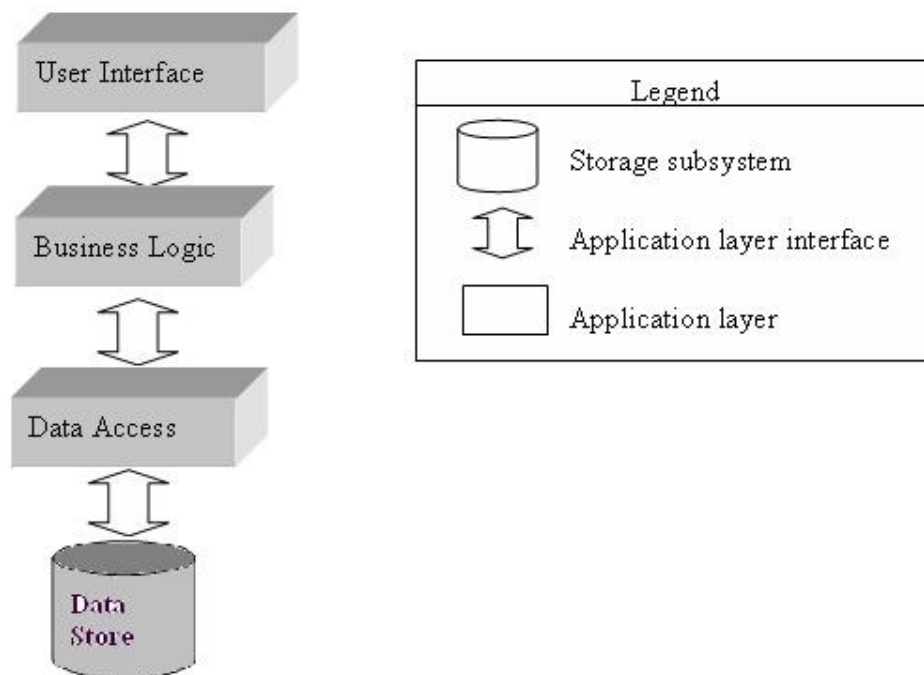 User Interface
Business Logic
Data Access
Data
Store
Legend
Storage subsystem
Application layer interface
Application layer